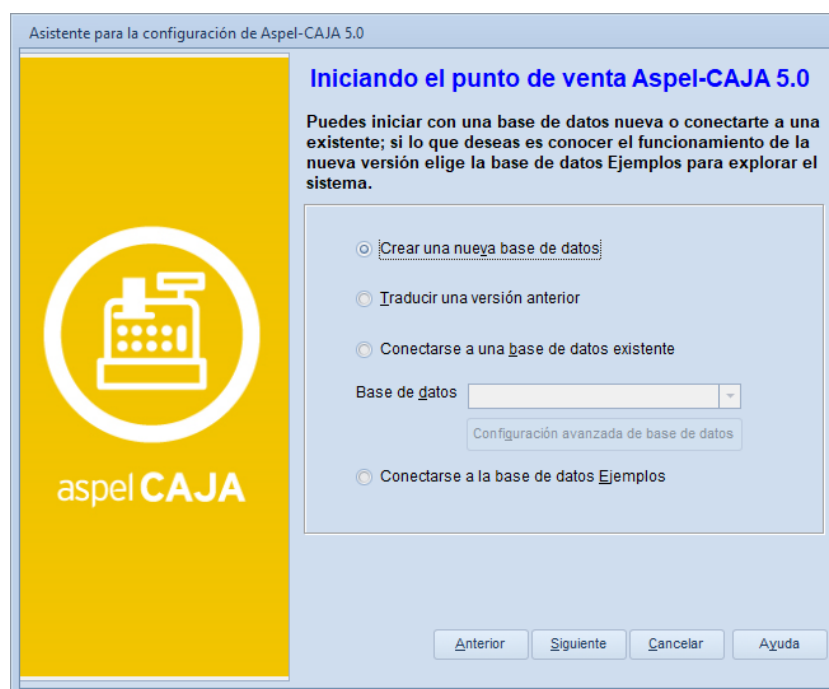 Asistente para la configuración de Aspel-CAJA 5.0
Iniciando el punto de venta Aspel-CAJA 5.0
Puedes iniciar con una base de datos nueva o conectarte a una
existente; si lo que deseas es conocer el funcionamiento de la
nueva versión elige la base de datos Ejemplos para explorar el
sistema.
Crear una nueva base de datos
Traducir una versión anterior
Conectarse a una base de datos existente
Base de datos
Configuración avanzada de base de datos
Conectarse a la base de datos Ejemplos
aspel CAJA
Anterior Siguiente Cancelar Ayuda